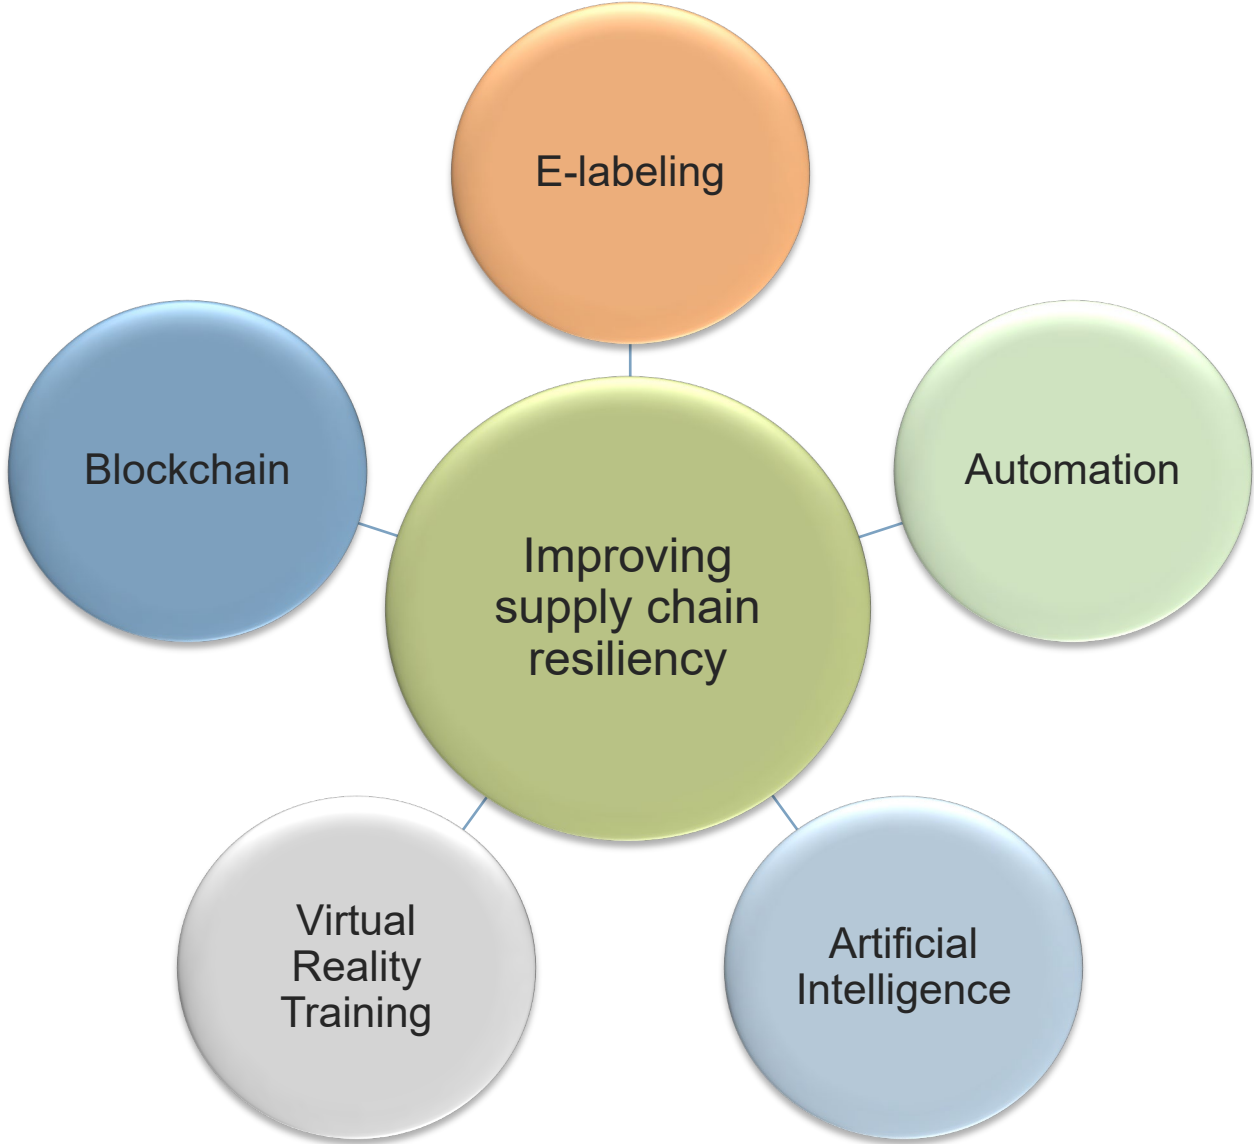 E-labeling
Blockchain
Automation
Improving
supply chain
resiliency
Virtual
Reality
Training
Artificial
Intelligence